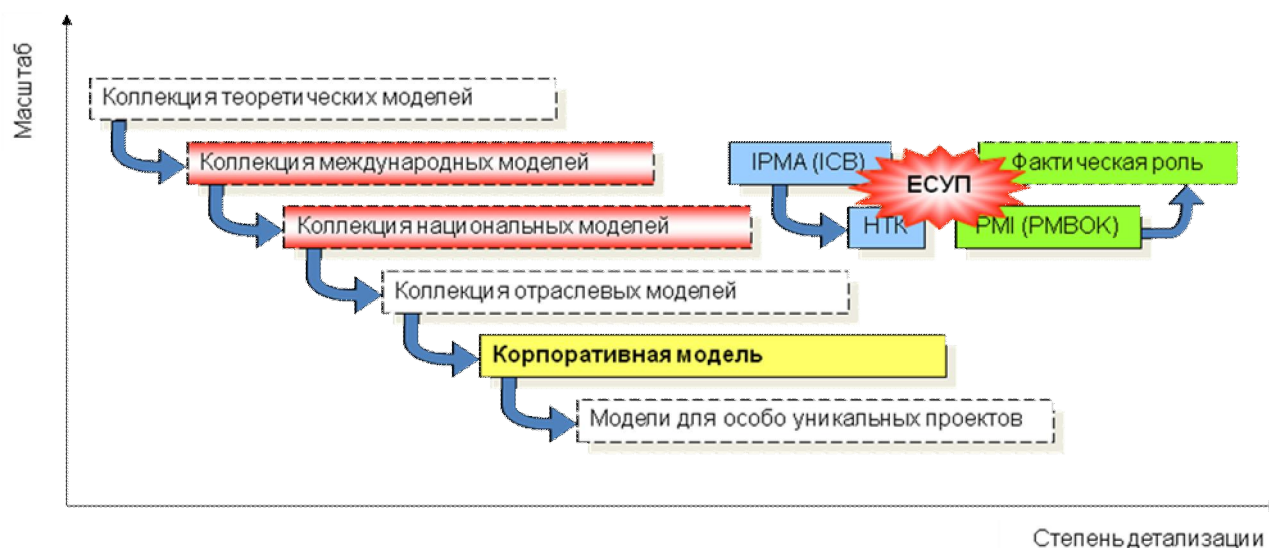 Масштаб
Коллекция теоретических моделей
Коллекция международных моделей
IPMA (ICB)
ЕСУП
Фактическая роль
Коллекция национальных моделей
НТК
PMI (PMBOK)
Коллекция отраслевых моделей
Корпоративная модель
Модели для особо уникальных проектов
Степень детализации